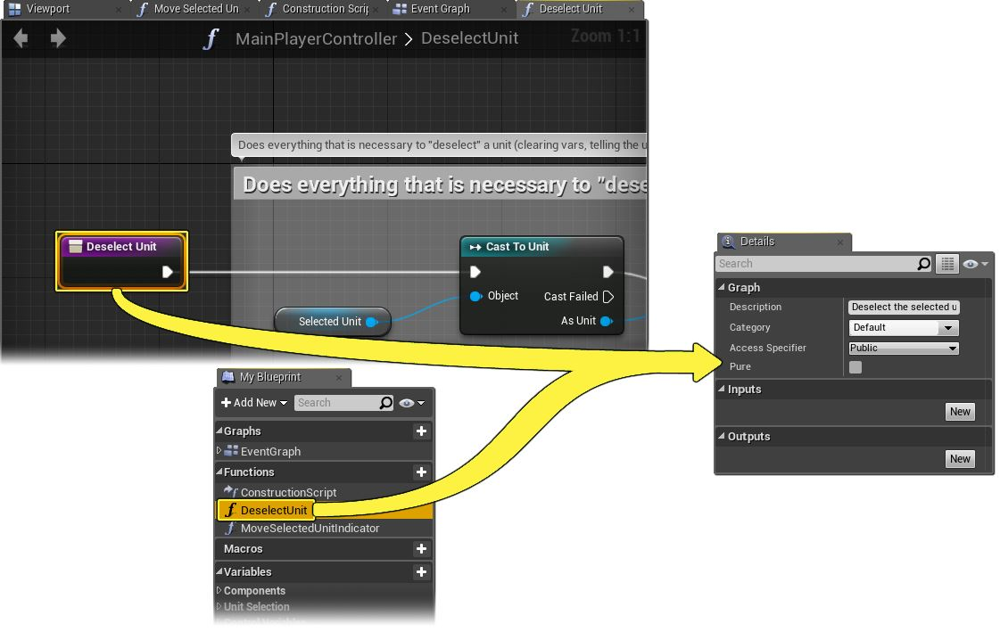 Viewport
Move Selected Un
Construction Scrip
Event Graph
Deselect Unit
MainPlayerController > DeselectUnit
Zoom 1:1
Does everything that is necessary to "deselect" a unit (clearing vars, telling the u
Does everything that is necessary to "dese
Deselect Unit
Cast To Unit
Object
Cast Failed
As Unit
Selected Unit
Details
Search
Graph
Description Deselect the selected u
Category Default
Access Specifier Public
Pure
Inputs
New
Outputs
New
My Blueprint
Add New Search
Graphs
EventGraph
Functions
ConstructionScript
DeselectUnit
MoveSelectedUnitIndicator
Macros
Variables
Components
Unit Selection
Control Variables